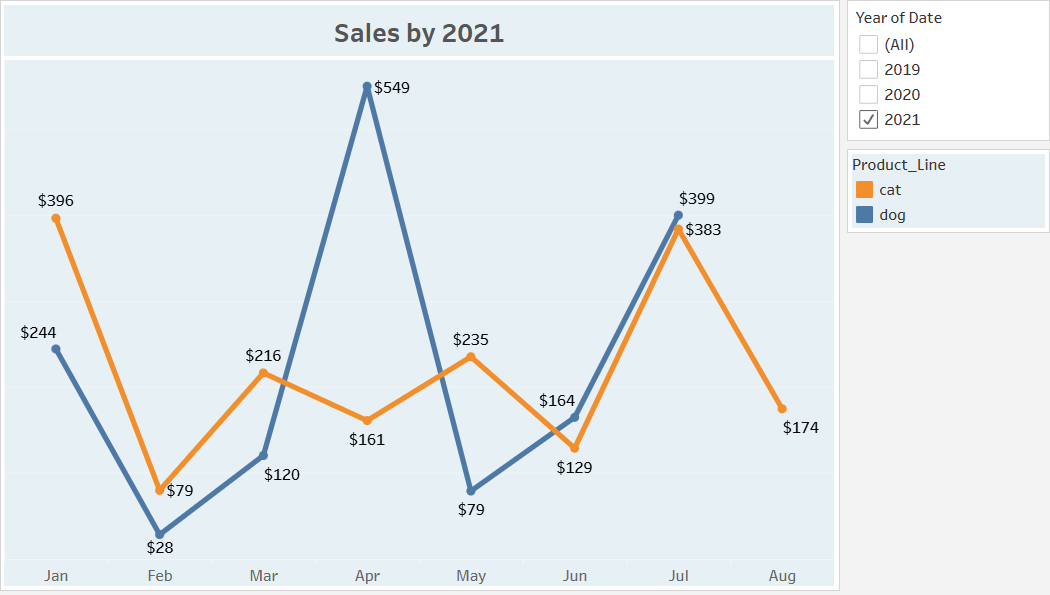 Sales by 2021
$549
$396
$399
$383
$244
$235
$216
$164
$161
$129
$174
$120
$79
$79
$28
Jan Feb Mar Apr May Jun Jul Aug
Year of Date
(All)
2019
2020
2021
Product_Line
cat
dog